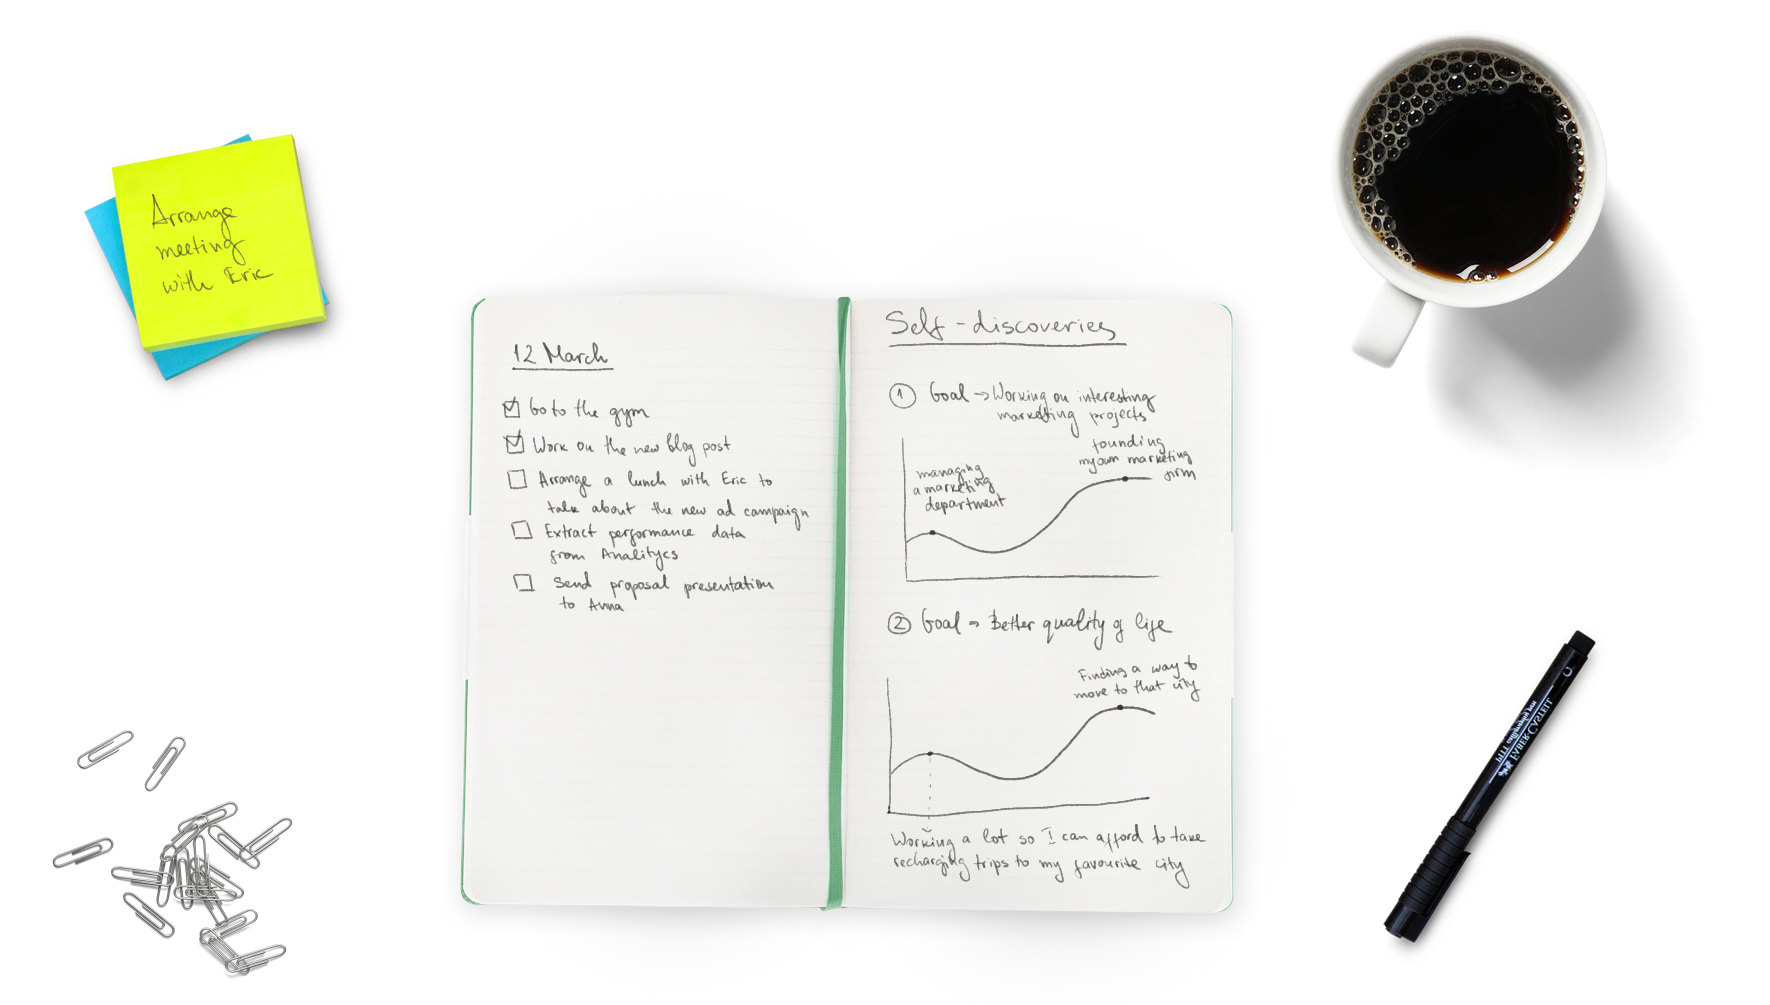 Arrange
meeting
with Eric
12 March
Go to the gym
Work on the new blog post
Arrange a lunch with Eric to
talk about the new ad campaign
Extract performance data
from Analitycs
Send proposal presentation
to Anna
Self-discoveries
1 Goal → Working on interesting
marketing projects
managing
a marketing
department
founding
my own marketing
firm
2 Goal → Better quality of life
Finding a way to
move to that city
Working a lot so I can afford to take
recharging trips to my favourite city
FABER-CASTELL